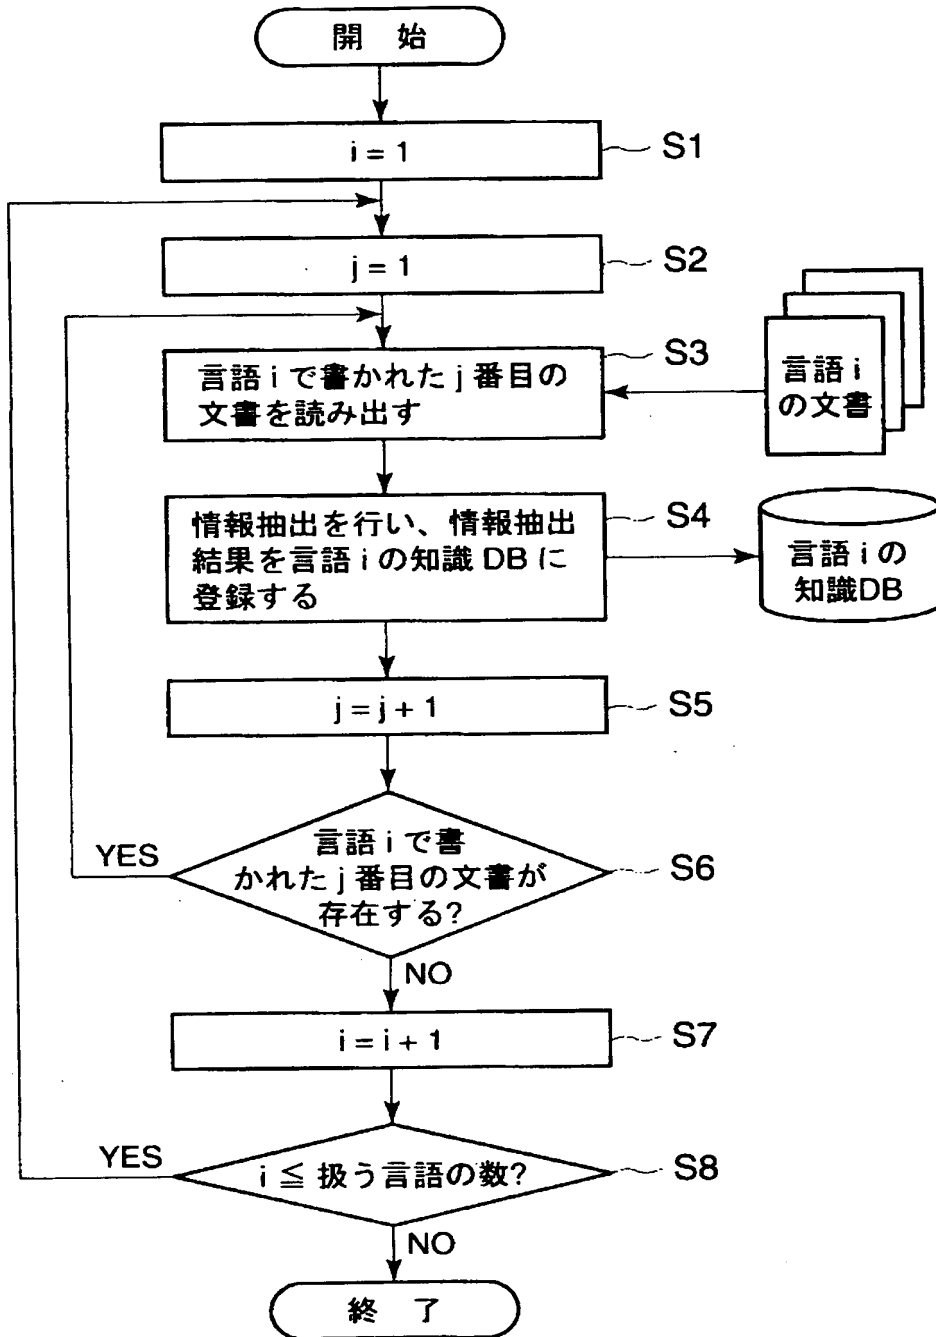 開 始
i = 1
S1
j = 1
S2
言語 i で書かれた j 番目の
文書を読み出す
S3
言語 i
の文書
情報抽出を行い、情報抽出
結果を言語 i の知識 DB に
登録する
S4
言語 i の
知識DB
j = j + 1
S5
言語 i で書
かれた j 番目の文書が
存在する?
S6
YES
NO
i = i + 1
S7
i ≦ 扱う言語の数?
S8
YES
NO
終 了